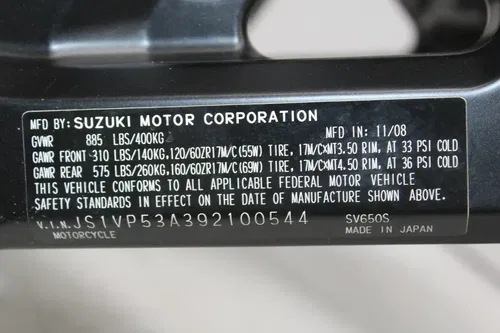 MFD BY: SUZUKI MOTOR CORPORATION MFD IN: 11/08
GVWR 885 LBS/400KG
GAWR FRONT 310 LBS/140KG,120/60ZR17M/C(55W) TIRE, 17M/CXMT3.50 RIM, AT 33 PSI COLD
GAWR REAR 575 LBS/260KG,160/60ZR17M/C(69W) TIRE, 17M/CXMT4.50 RIM, AT 36 PSI COLD
THIS VEHICLE CONFORMS TO ALL APPLICABLE FEDERAL MOTOR VEHICLE
SAFETY STANDARDS IN EFFECT ON THE DATE OF MANUFACTURE SHOWN ABOVE.
V.I.N. JS1VP53A392100544 SV650S
MOTORCYCLE MADE IN JAPAN